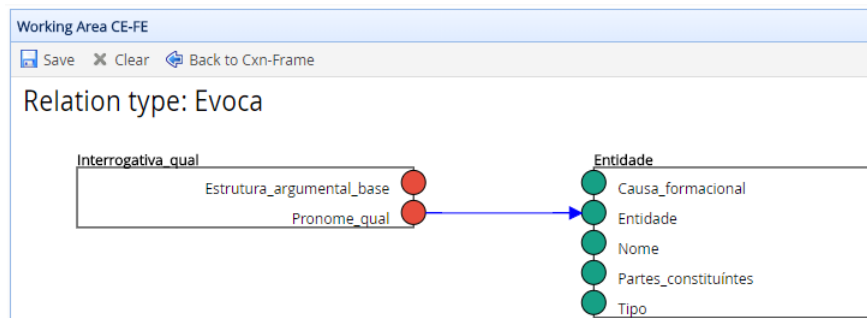 Working Area CE-FE
Save Clear Back to Cxn-Frame
Relation type: Evoca
Interrogativa_qual
Estrutura_argumental_base
Pronome_qual
Entidade
Causa_formacional
Entidade
Nome
Partes_constituíntes
Tipo